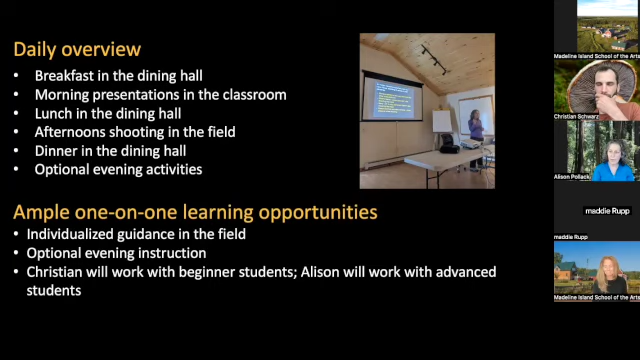 Daily overview
• Breakfast in the dining hall
• Morning presentations in the classroom
• Lunch in the dining hall
• Afternoons shooting in the field
• Dinner in the dining hall
• Optional evening activities
Ample one-on-one learning opportunities
• Individualized guidance in the field
• Optional evening instruction
• Christian will work with beginner students; Alison will work with advanced
students
Madeline Island School of the Arts
Christian Schwarz
Alison Pollack
maddie Rupp
maddie Rupp
Madeline Island School of the Arts